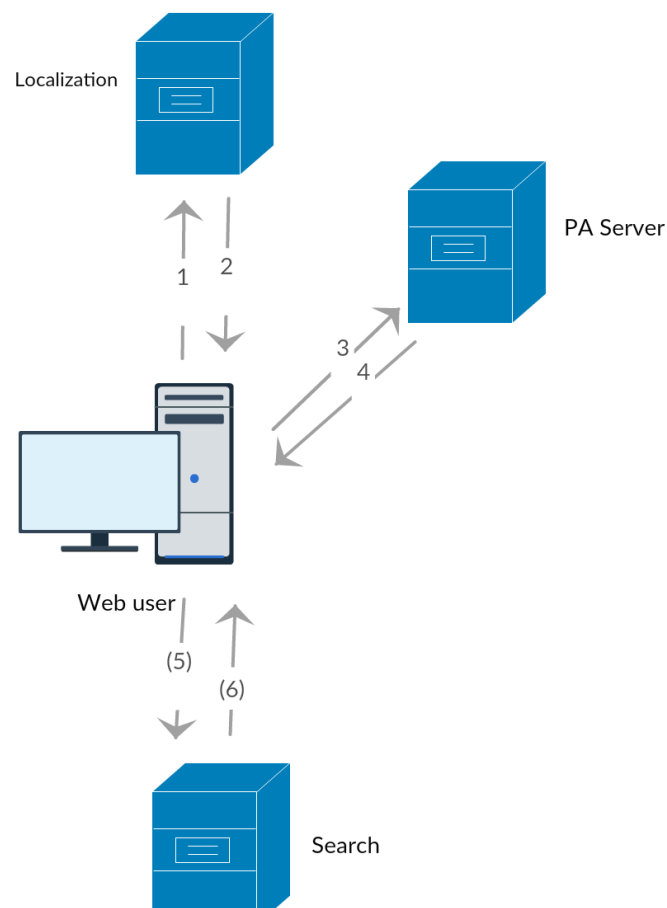 Localization
PA Server
1
2
3
4
Web user
(5)
(6)
Search